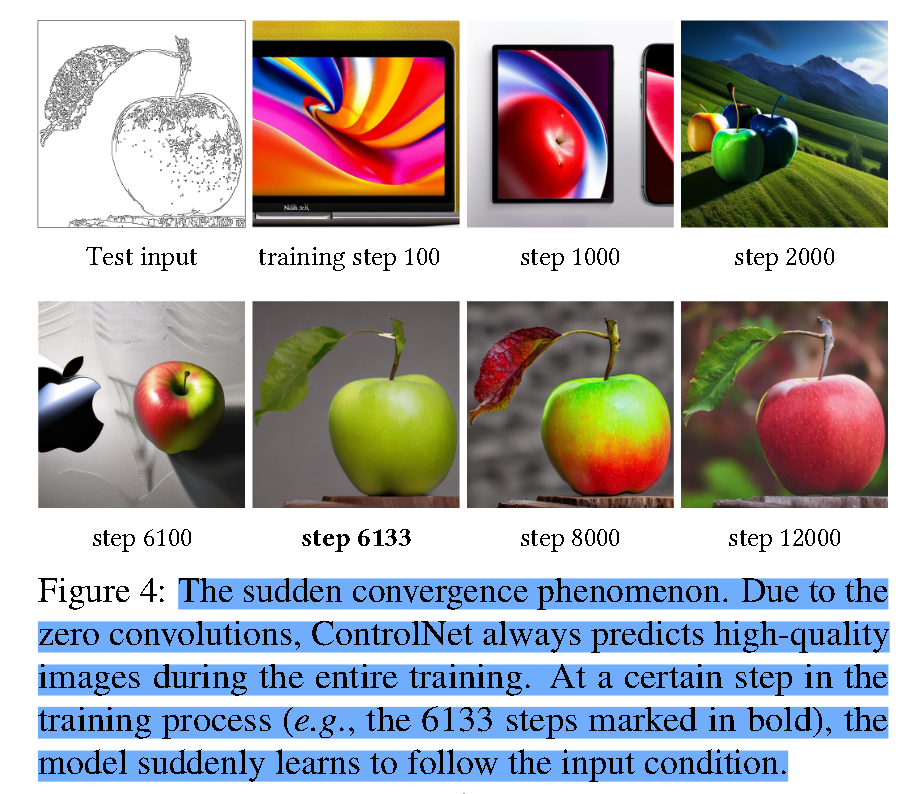 Test input
training step 100
step 1000
step 2000
step 6100
step 6133
step 8000
step 12000
Figure 4: The sudden convergence phenomenon. Due to the
zero convolutions, ControlNet always predicts high-quality
images during the entire training. At a certain step in the
training process (e.g., the 6133 steps marked in bold), the
model suddenly learns to follow the input condition.